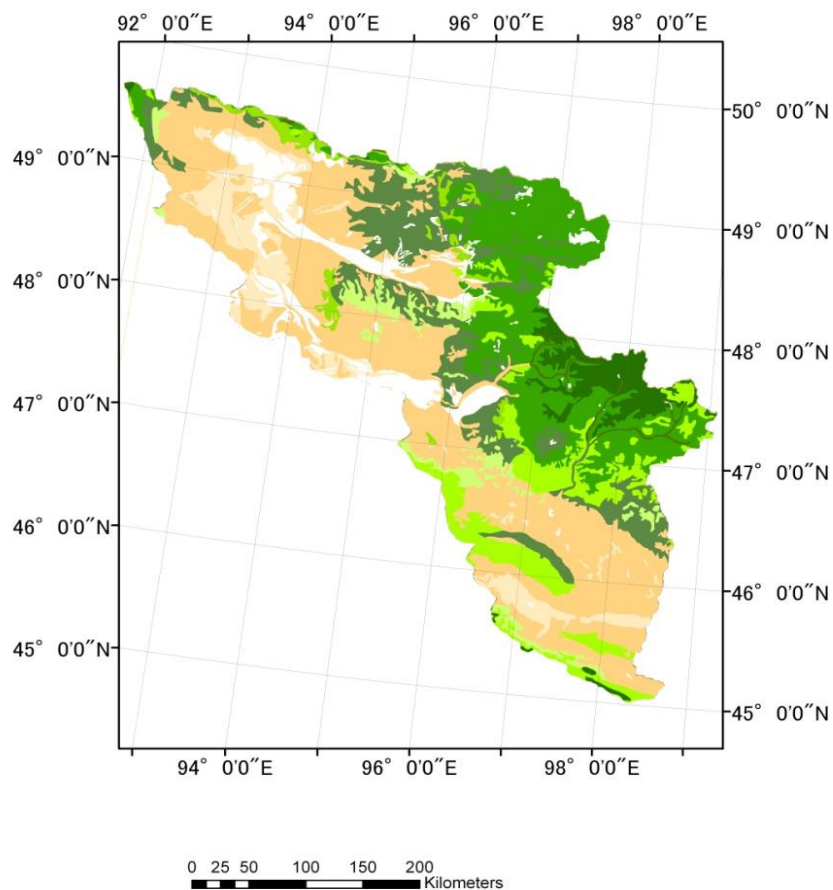 92° 0'0"E 94° 0'0"E 96° 0'0"E 98° 0'0"E
50° 0'0"N
49° 0'0"N
49° 0'0"N
48° 0'0"N
48° 0'0"N
47° 0'0"N
47° 0'0"N
46° 0'0"N
46° 0'0"N
45° 0'0"N
45° 0'0"N
94° 0'0"E 96° 0'0"E 98° 0'0"E
0 25 50 100 150 200
Kilometers